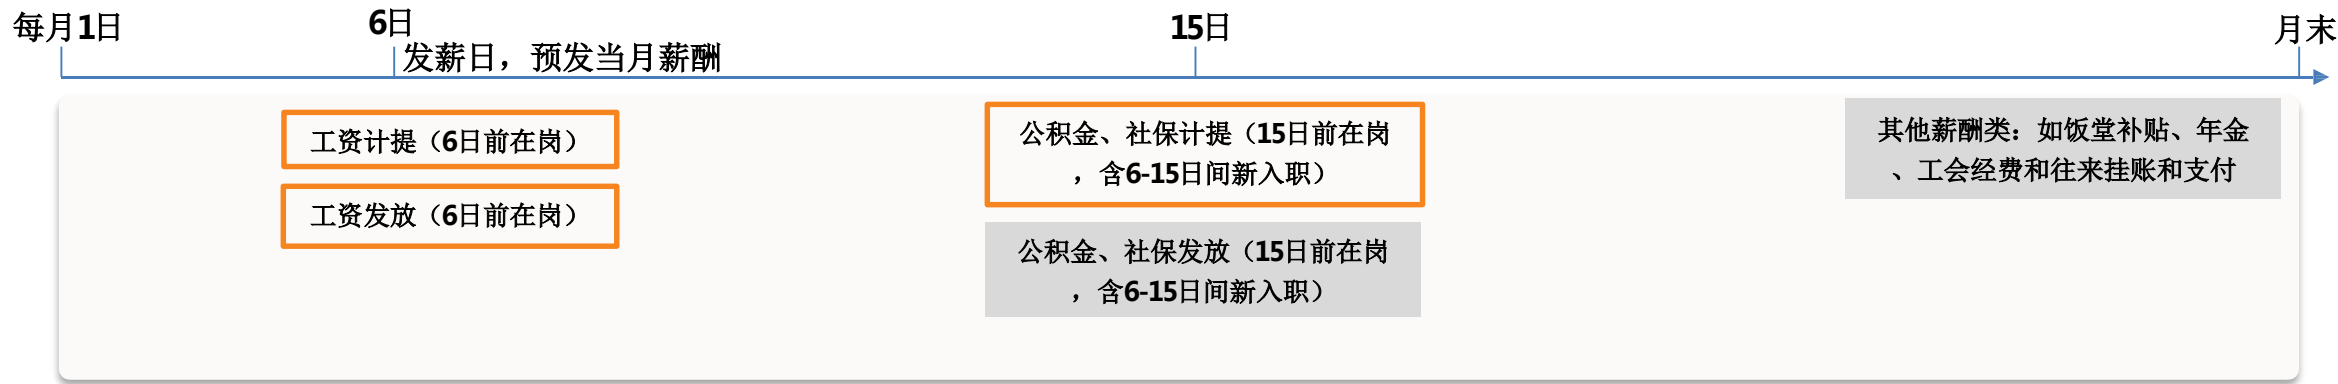 每月1日
6日
15日
月末
发薪日，预发当月薪酬
工资计提（6日前在岗）
工资发放（6日前在岗）
公积金、社保计提（15日前在岗
，含6-15日间新入职）
公积金、社保发放（15日前在岗
，含6-15日间新入职）
其他薪酬类：如饭堂补贴、年金
、工会经费和往来挂账和支付